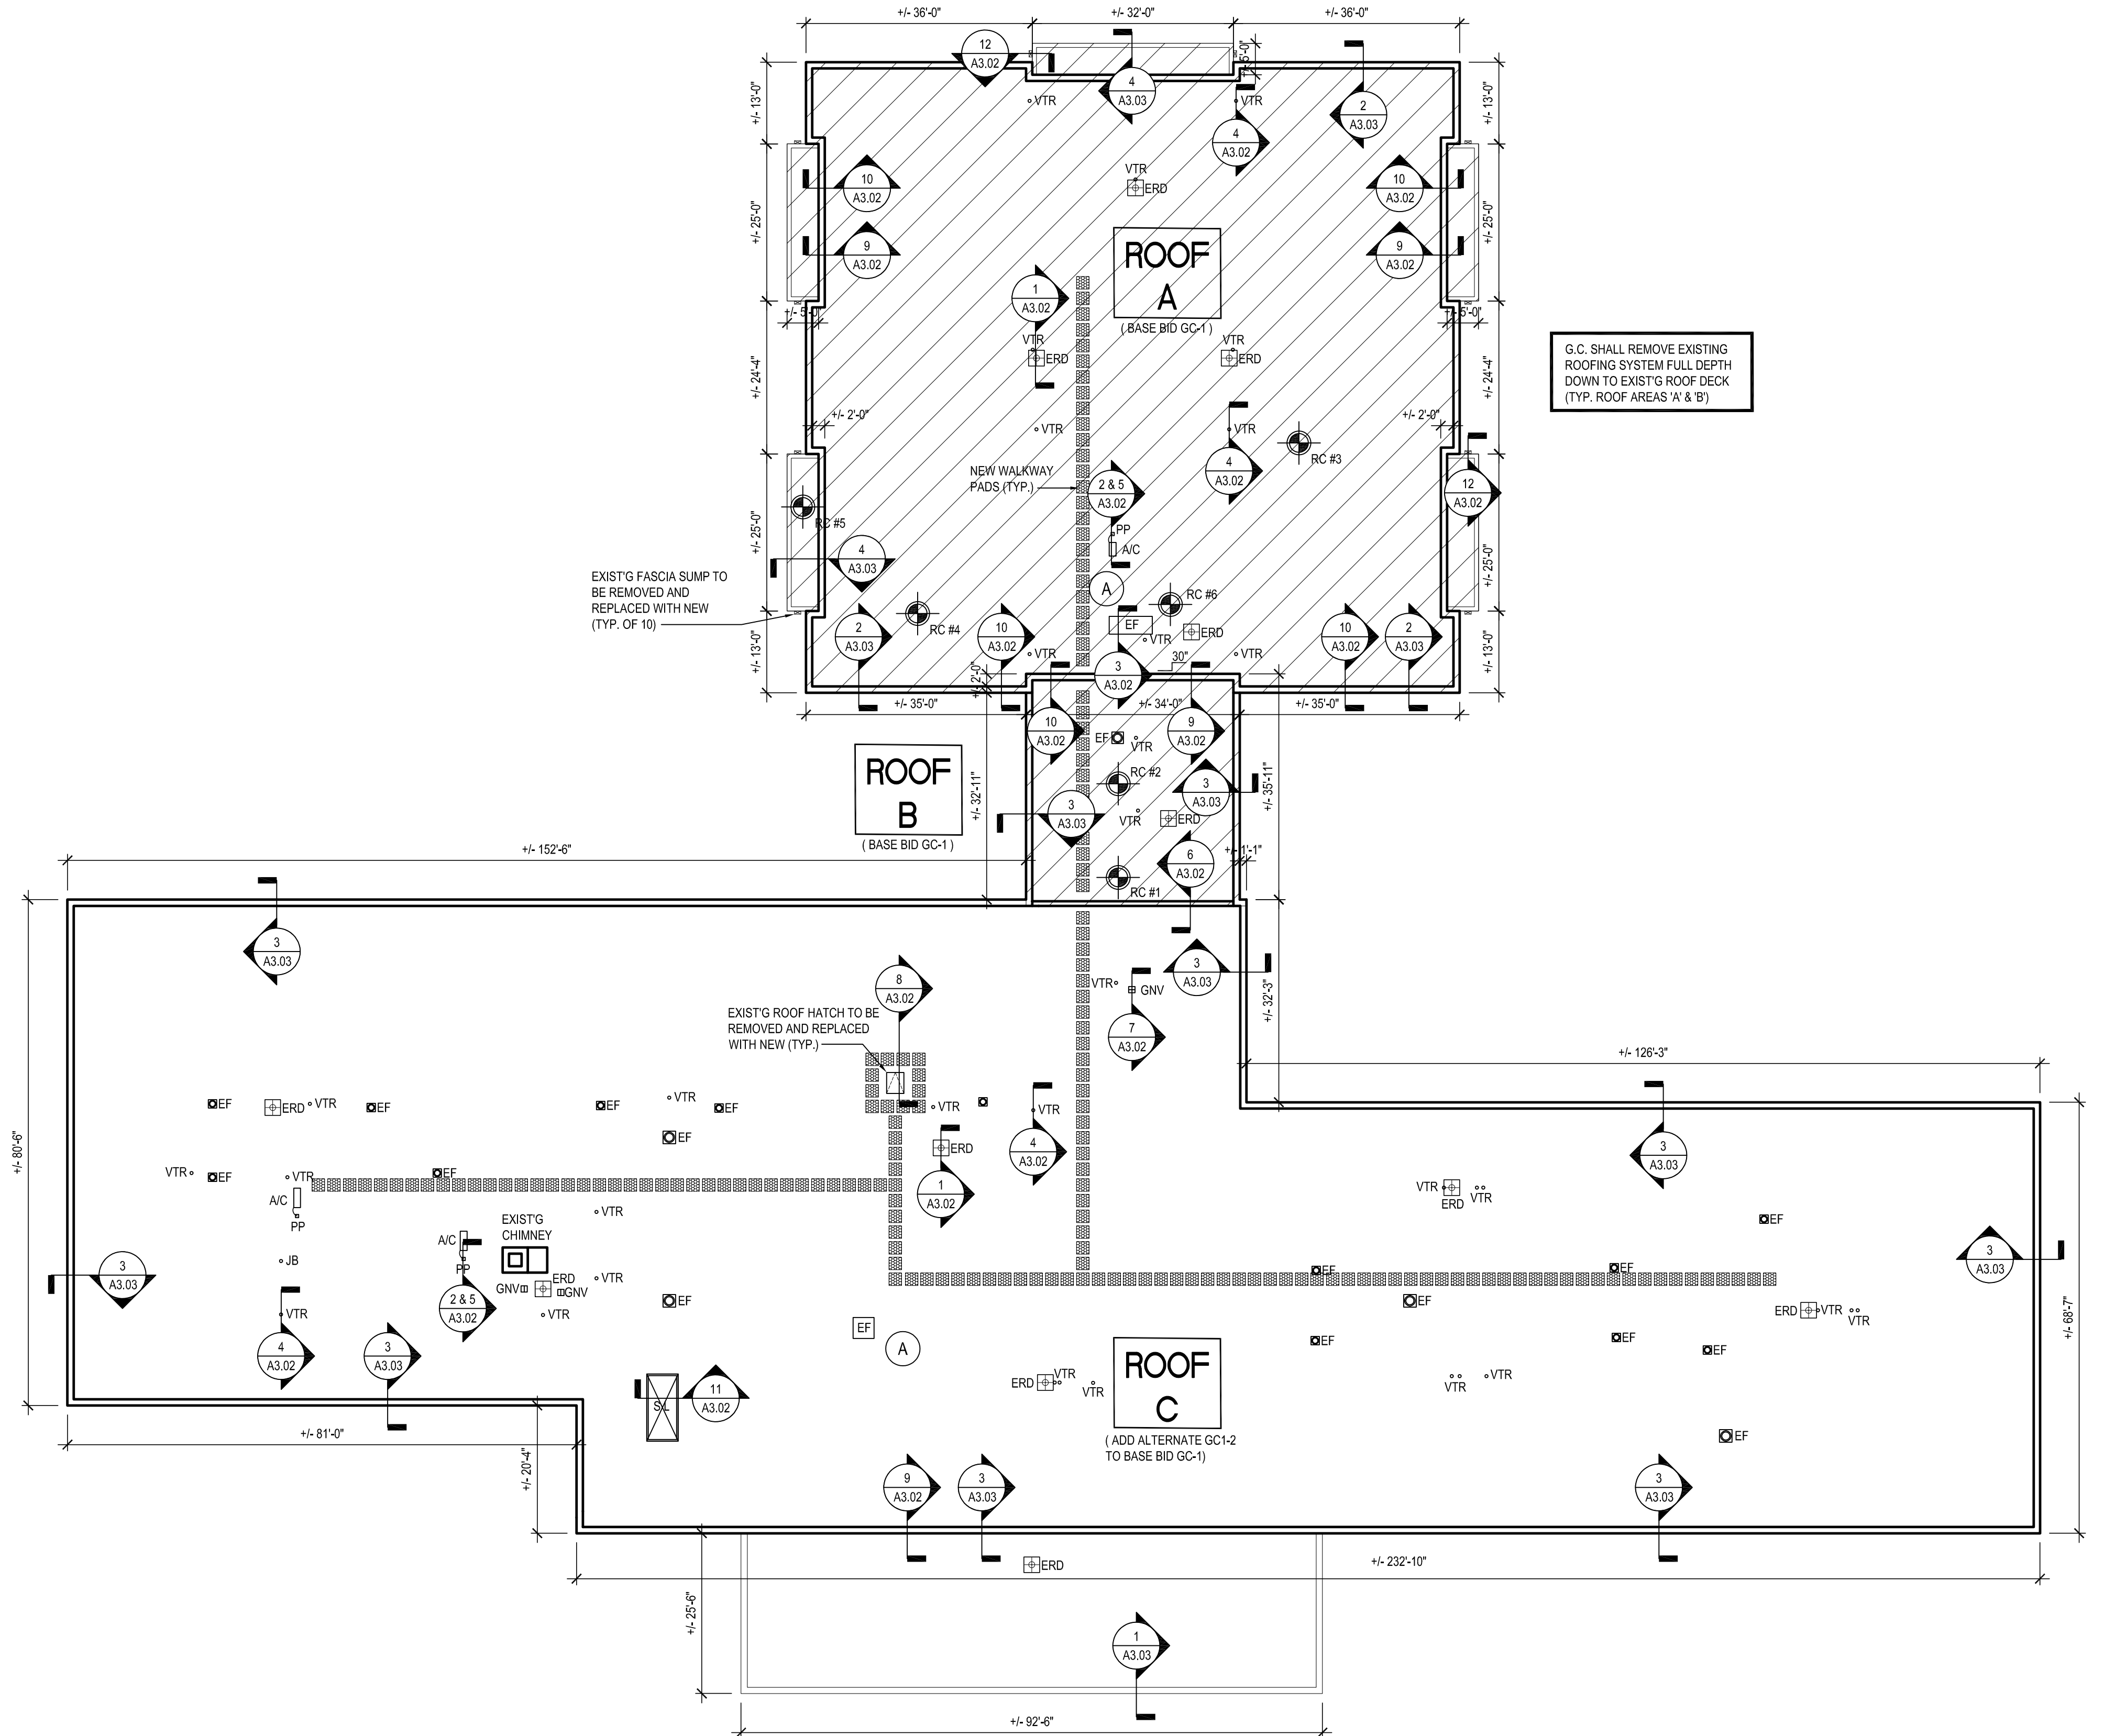 +/- 36'-0"
+/- 32'-0"
+/- 36'-0"
12
A3.02
+/- 5'-0"
4
A3.03
2
A3.03
VTR
VTR
4
A3.02
+/- 13'-0"
+/- 13'-0"
VTR
ERD
10
A3.02
10
A3.02
+/- 25'-0"
+/- 25'-0"
9
A3.02
9
A3.02
ROOF
A
( BASE BID GC-1 )
1
A3.02
+/- 5'-0"
+/- 5'-0"
VTR
ERD
VTR
ERD
G.C. SHALL REMOVE EXISTING
ROOFING SYSTEM FULL DEPTH
DOWN TO EXIST'G ROOF DECK
(TYP. ROOF AREAS 'A' & 'B')
+/- 24'-4"
+/- 24'-4"
+/- 2'-0"
+/- 2'-0"
VTR
VTR
RC #3
4
A3.02
NEW WALKWAY
PADS (TYP.)
2 & 5
A3.02
12
A3.02
RC #5
PP
A/C
+/- 25'-0"
+/- 25'-0"
4
A3.03
EXIST'G FASCIA SUMP TO
BE REMOVED AND
REPLACED WITH NEW
(TYP. OF 10)
A
RC #6
RC #4
EF
ERD
VTR
2
A3.03
10
A3.02
10
A3.02
2
A3.03
+/- 13'-0"
+/- 13'-0"
VTR
VTR
30"
3
A3.02
+/- 2'-0"
+/- 35'-0"
+/- 34'-0"
+/- 35'-0"
10
A3.02
9
A3.02
EF
VTR
ROOF
B
( BASE BID GC-1 )
+/- 32'-11"
+/- 35'-11"
RC #2
3
A3.03
3
A3.03
VTR
ERD
+/- 152'-6"
6
A3.02
+/- 1'-1"
RC #1
3
A3.03
3
A3.03
8
A3.02
VTR
GNV
+/- 32'-3"
EXIST'G ROOF HATCH TO BE
REMOVED AND REPLACED
WITH NEW (TYP.)
7
A3.02
+/- 126'-3"
EF
ERD
VTR
EF
EF
VTR
EF
VTR
VTR
EF
ERD
4
A3.02
3
A3.03
+/- 80'-6"
VTR
EF
VTR
EF
A/C
PP
1
A3.02
VTR
ERD
VTR
VTR
EF
EXIST'G
CHIMNEY
A/C
PP
JB
3
A3.03
3
A3.03
EF
EF
GNV
ERD
GNV
VTR
2 & 5
A3.02
EF
EF
VTR
VTR
ERD
VTR
VTR
+/- 68'-7"
EF
A
EF
EF
EF
4
A3.02
3
A3.03
ROOF
C
( ADD ALTERNATE GC1-2
TO BASE BID GC-1)
ERD
VTR
VTR
VTR
VTR
S/L
11
A3.02
+/- 81'-0"
EF
+/- 20'-4"
9
A3.02
3
A3.03
3
A3.03
ERD
+/- 232'-10"
+/- 25'-6"
1
A3.03
+/- 92'-6"